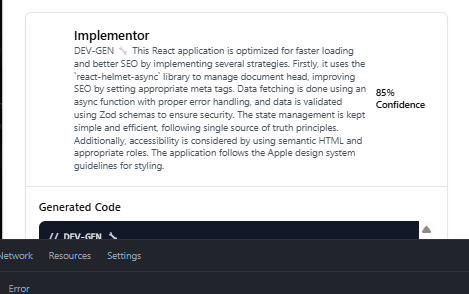 Implementor
DEV-GEN 🔧 This React application is optimized for faster loading
and better SEO by implementing several strategies. Firstly, it uses the
`react-helmet-async` library to manage document head, improving
SEO by setting appropriate meta tags. Data fetching is done using an
async function with proper error handling, and data is validated
using Zod schemas to ensure security. The state management is kept
simple and efficient, following single source of truth principles.
Additionally, accessibility is considered by using semantic HTML and
appropriate roles. The application follows the Apple design system
guidelines for styling.
85%
Confidence
Generated Code
// DEV-GEN 🔧
Network Resources Settings
Error